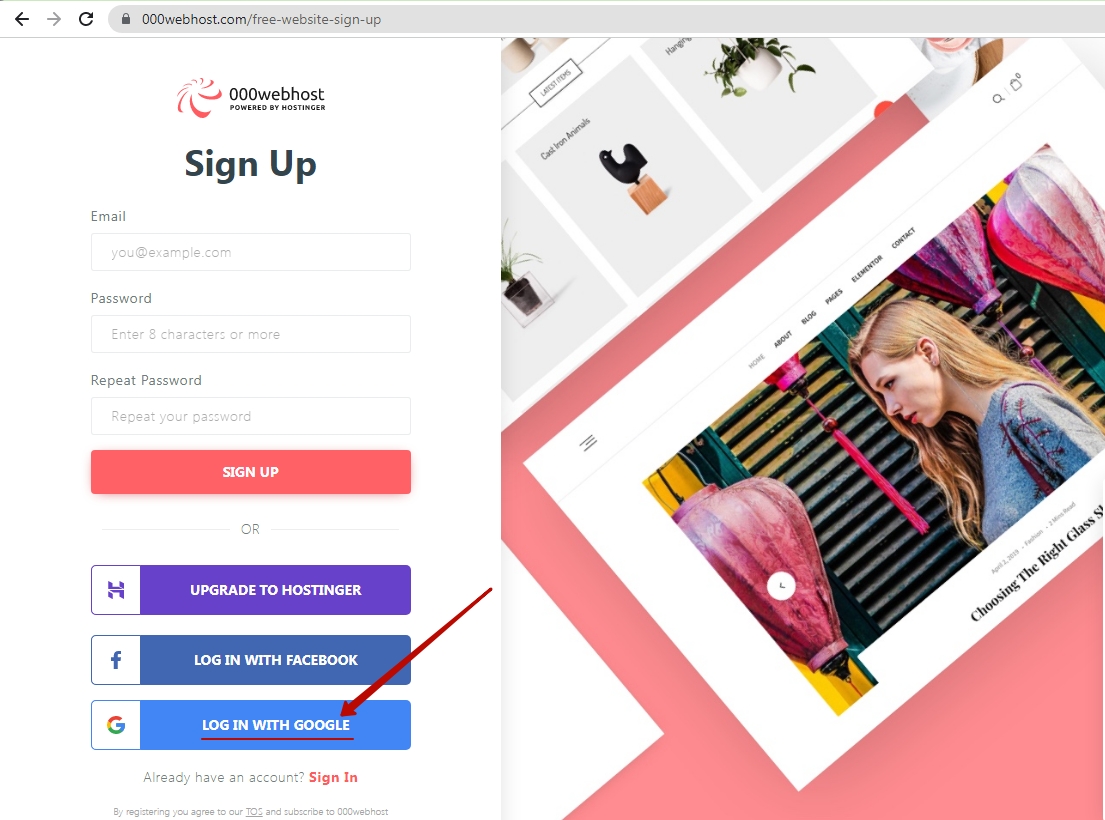 000webhost.com/free-website-sign-up
000webhost
POWERED BY HOSTINGER
Sign Up
Email
you@example.com
Password
Enter 8 characters or more
Repeat Password
Repeat your password
SIGN UP
OR
UPGRADE TO HOSTINGER
LOG IN WITH FACEBOOK
LOG IN WITH GOOGLE
Already have an account? Sign In
By registering you agree to our TOS and subscribe to 000webhost
LATEST ITEMS
Hanging
Cast Iron Animals
0
HOME ABOUT BLOG PAGES ELEMENTOR CONTACT
April 2, 2019 - Fashion - 3 Mins Read
Choosing The Right Glass